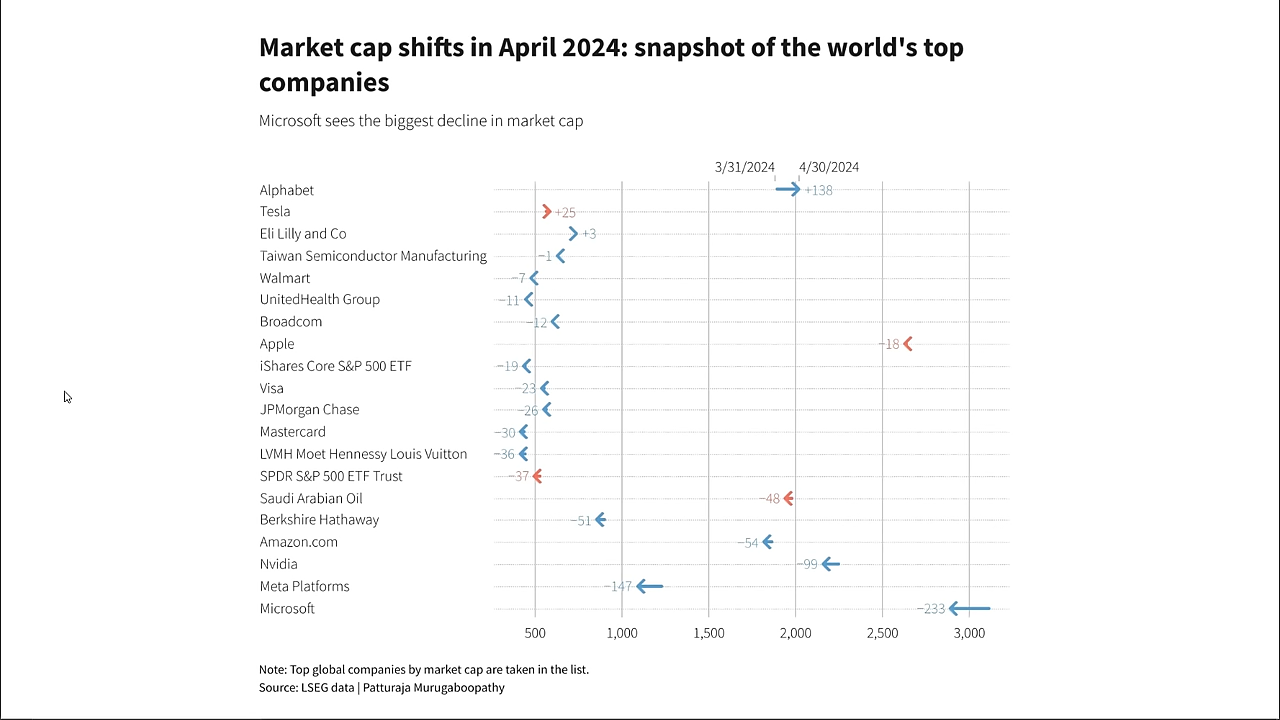 Market cap shifts in April 2024: snapshot of the world's top
companies
Microsoft sees the biggest decline in market cap
3/31/2024 4/30/2024
Alphabet +138
Tesla +25
Eli Lilly and Co +3
Taiwan Semiconductor Manufacturing −1
Walmart −7
UnitedHealth Group −11
Broadcom −12
Apple −18
iShares Core S&P 500 ETF −19
Visa −23
JPMorgan Chase −26
Mastercard −30
LVMH Moet Hennessy Louis Vuitton −36
SPDR S&P 500 ETF Trust −37
Saudi Arabian Oil −48
Berkshire Hathaway −51
Amazon.com −54
Nvidia −99
Meta Platforms −147
Microsoft −233
500 1,000 1,500 2,000 2,500 3,000
Note: Top global companies by market cap are taken in the list.
Source: LSEG data | Patturaja Murugaboopathy